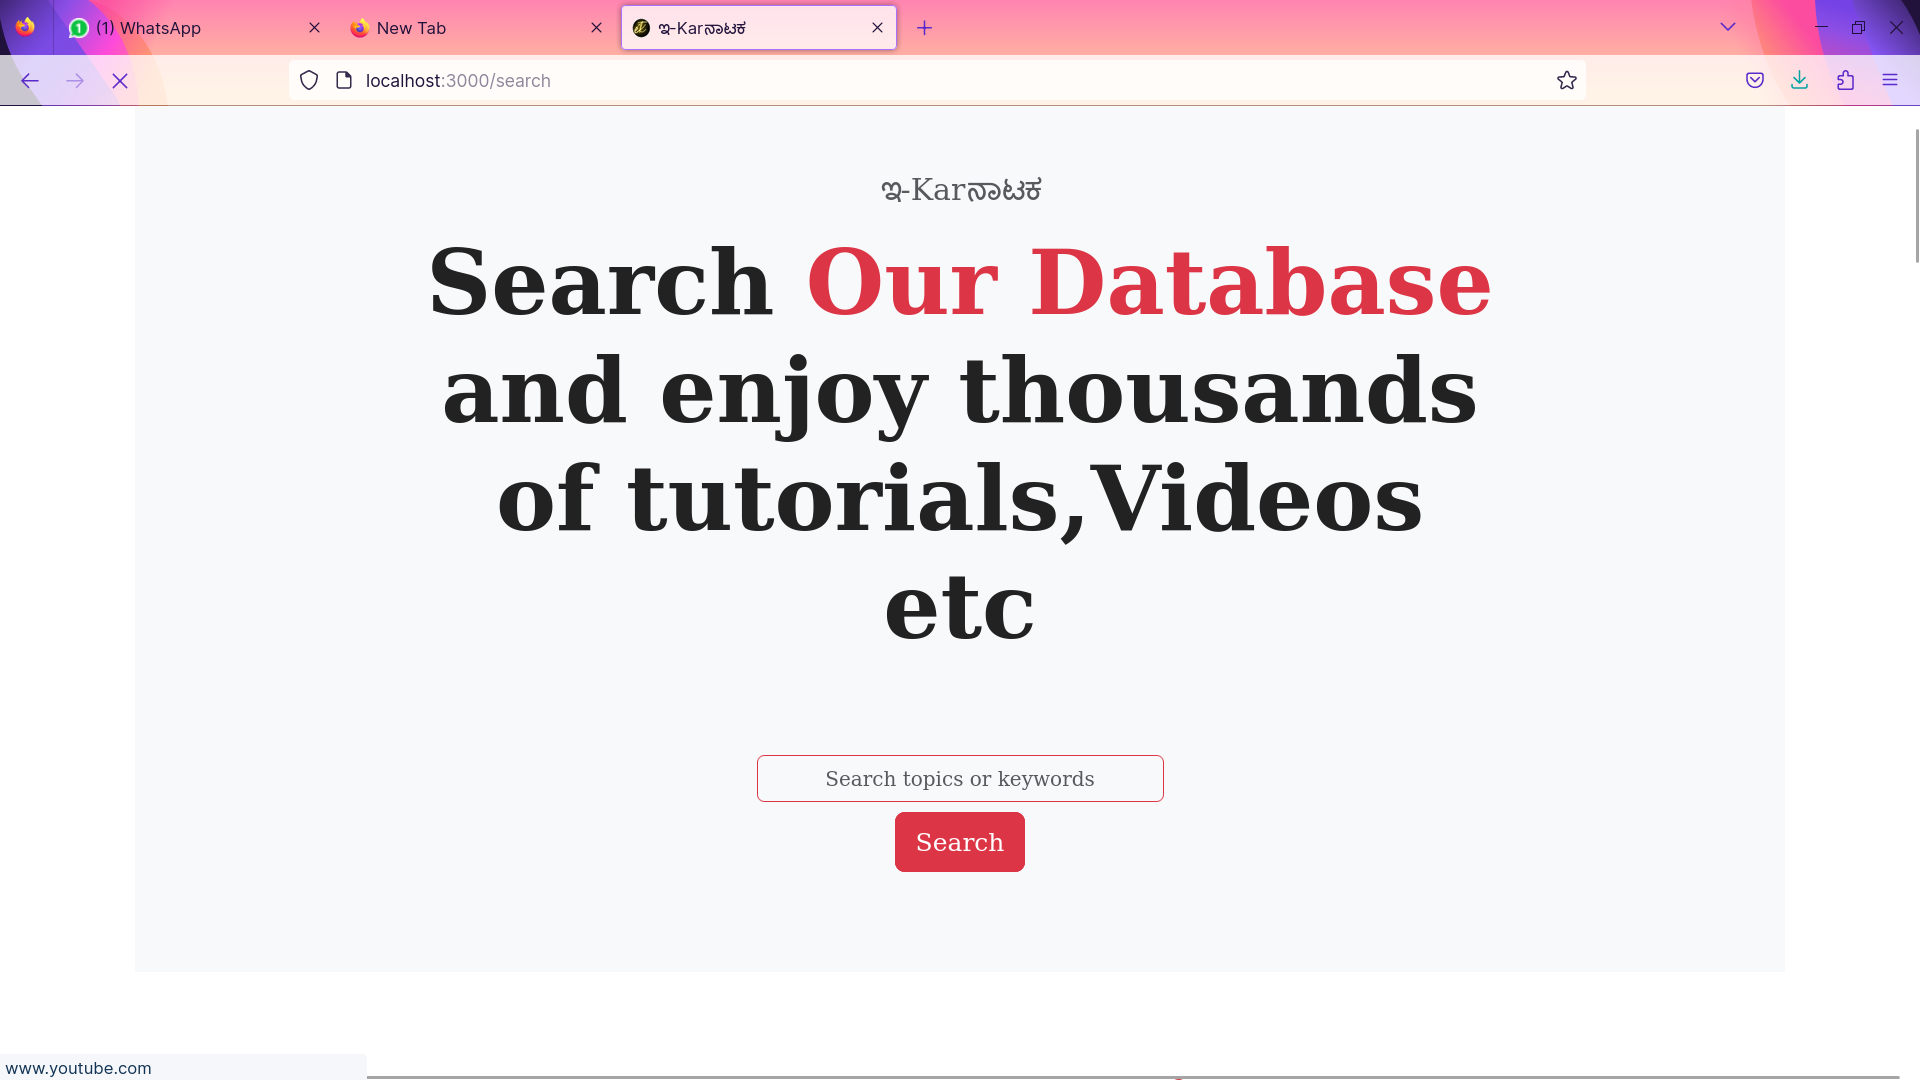 (1) WhatsApp
New Tab
ಇ-Karನಾಟಕ
localhost:3000/search
ಇ-Karನಾಟಕ
Search Our Database
and enjoy thousands
of tutorials,Videos
etc
Search topics or keywords
Search
www.youtube.com